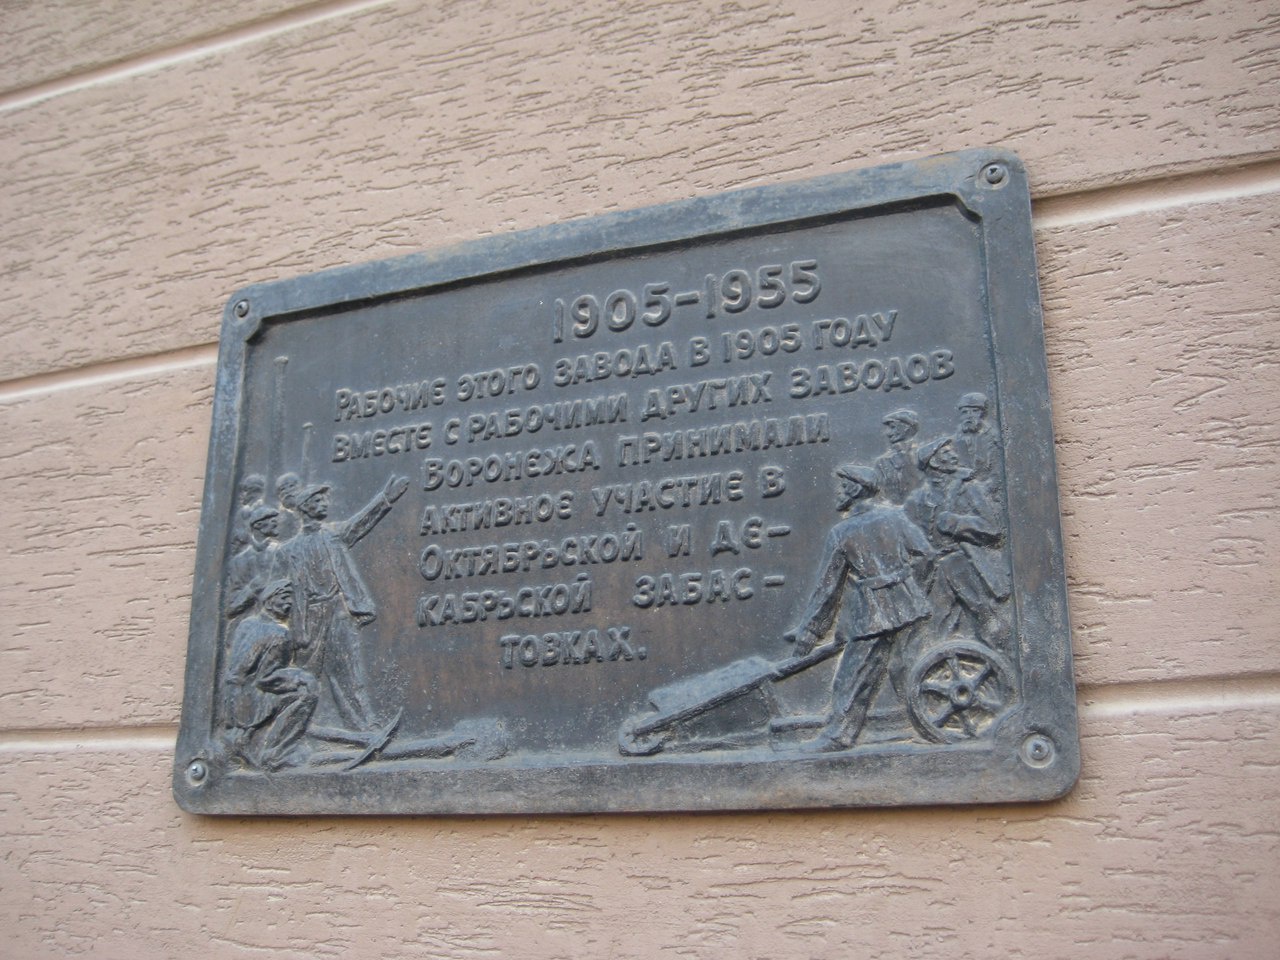 1905-1955
Рабочие этого завода в 1905 году
вместе с рабочими других заводов
Воронежа принимали
активное участие в
Октябрьской и де-
кабрьской забас-
товках.